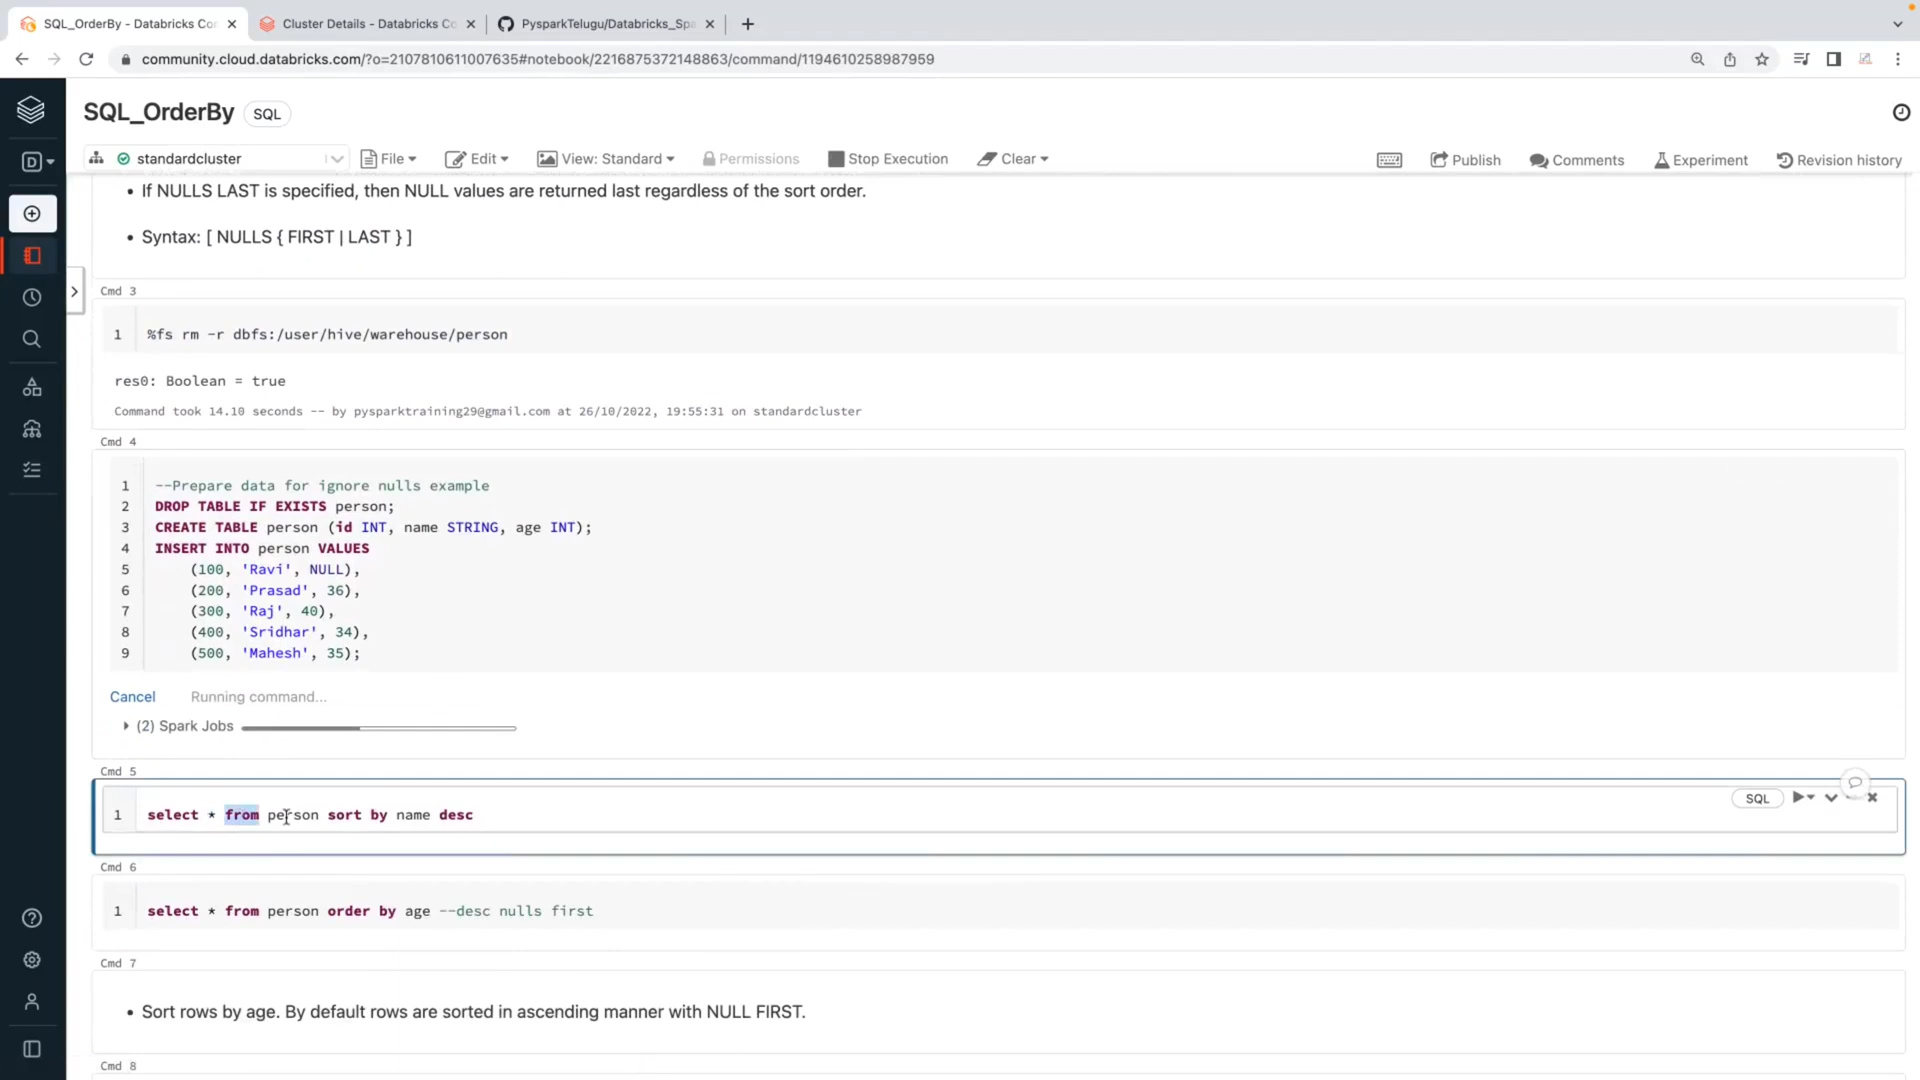 SQL_OrderBy - Databricks Co
Cluster Details - Databricks Co
PysparkTelugu/Databricks_Spa
community.cloud.databricks.com/?o=2107810611007635#notebook/2216875372148863/command/1194610258987959
SQL_OrderBy SQL
D standardcluster File Edit View: Standard Permissions Stop Execution Clear Publish Comments Experiment Revision history
• If NULLS LAST is specified, then NULL values are returned last regardless of the sort order.
• Syntax: [ NULLS { FIRST | LAST } ]
Cmd 3
1 %fs rm -r dbfs:/user/hive/warehouse/person
res0: Boolean = true
Command took 14.10 seconds -- by pysparktraining29@gmail.com at 26/10/2022, 19:55:31 on standardcluster
Cmd 4
1 --Prepare data for ignore nulls example
2 DROP TABLE IF EXISTS person;
3 CREATE TABLE person (id INT, name STRING, age INT);
4 INSERT INTO person VALUES
5 (100, 'Ravi', NULL),
6 (200, 'Prasad', 36),
7 (300, 'Raj', 40),
8 (400, 'Sridhar', 34),
9 (500, 'Mahesh', 35);
Cancel Running command...
(2) Spark Jobs
Cmd 5
SQL
1 select * from person sort by name desc
Cmd 6
1 select * from person order by age --desc nulls first
Cmd 7
• Sort rows by age. By default rows are sorted in ascending manner with NULL FIRST.
Cmd 8